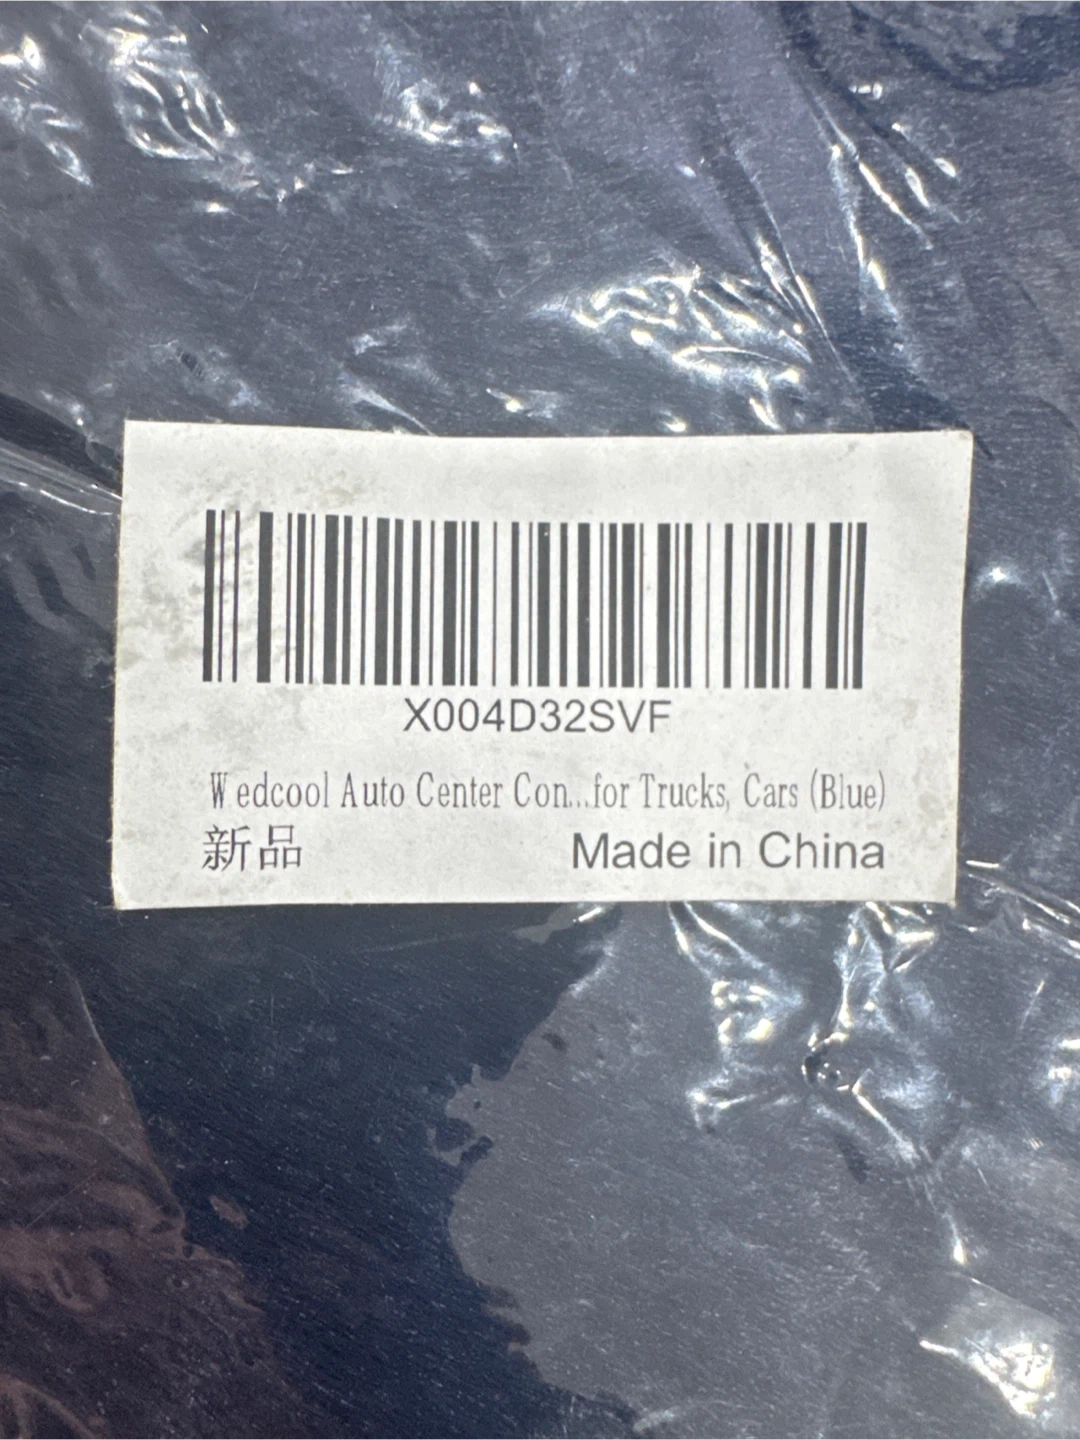 X004D32SVF
Wedcool Auto Center Con...for Trucks, Cars (Blue)
新品 Made in China